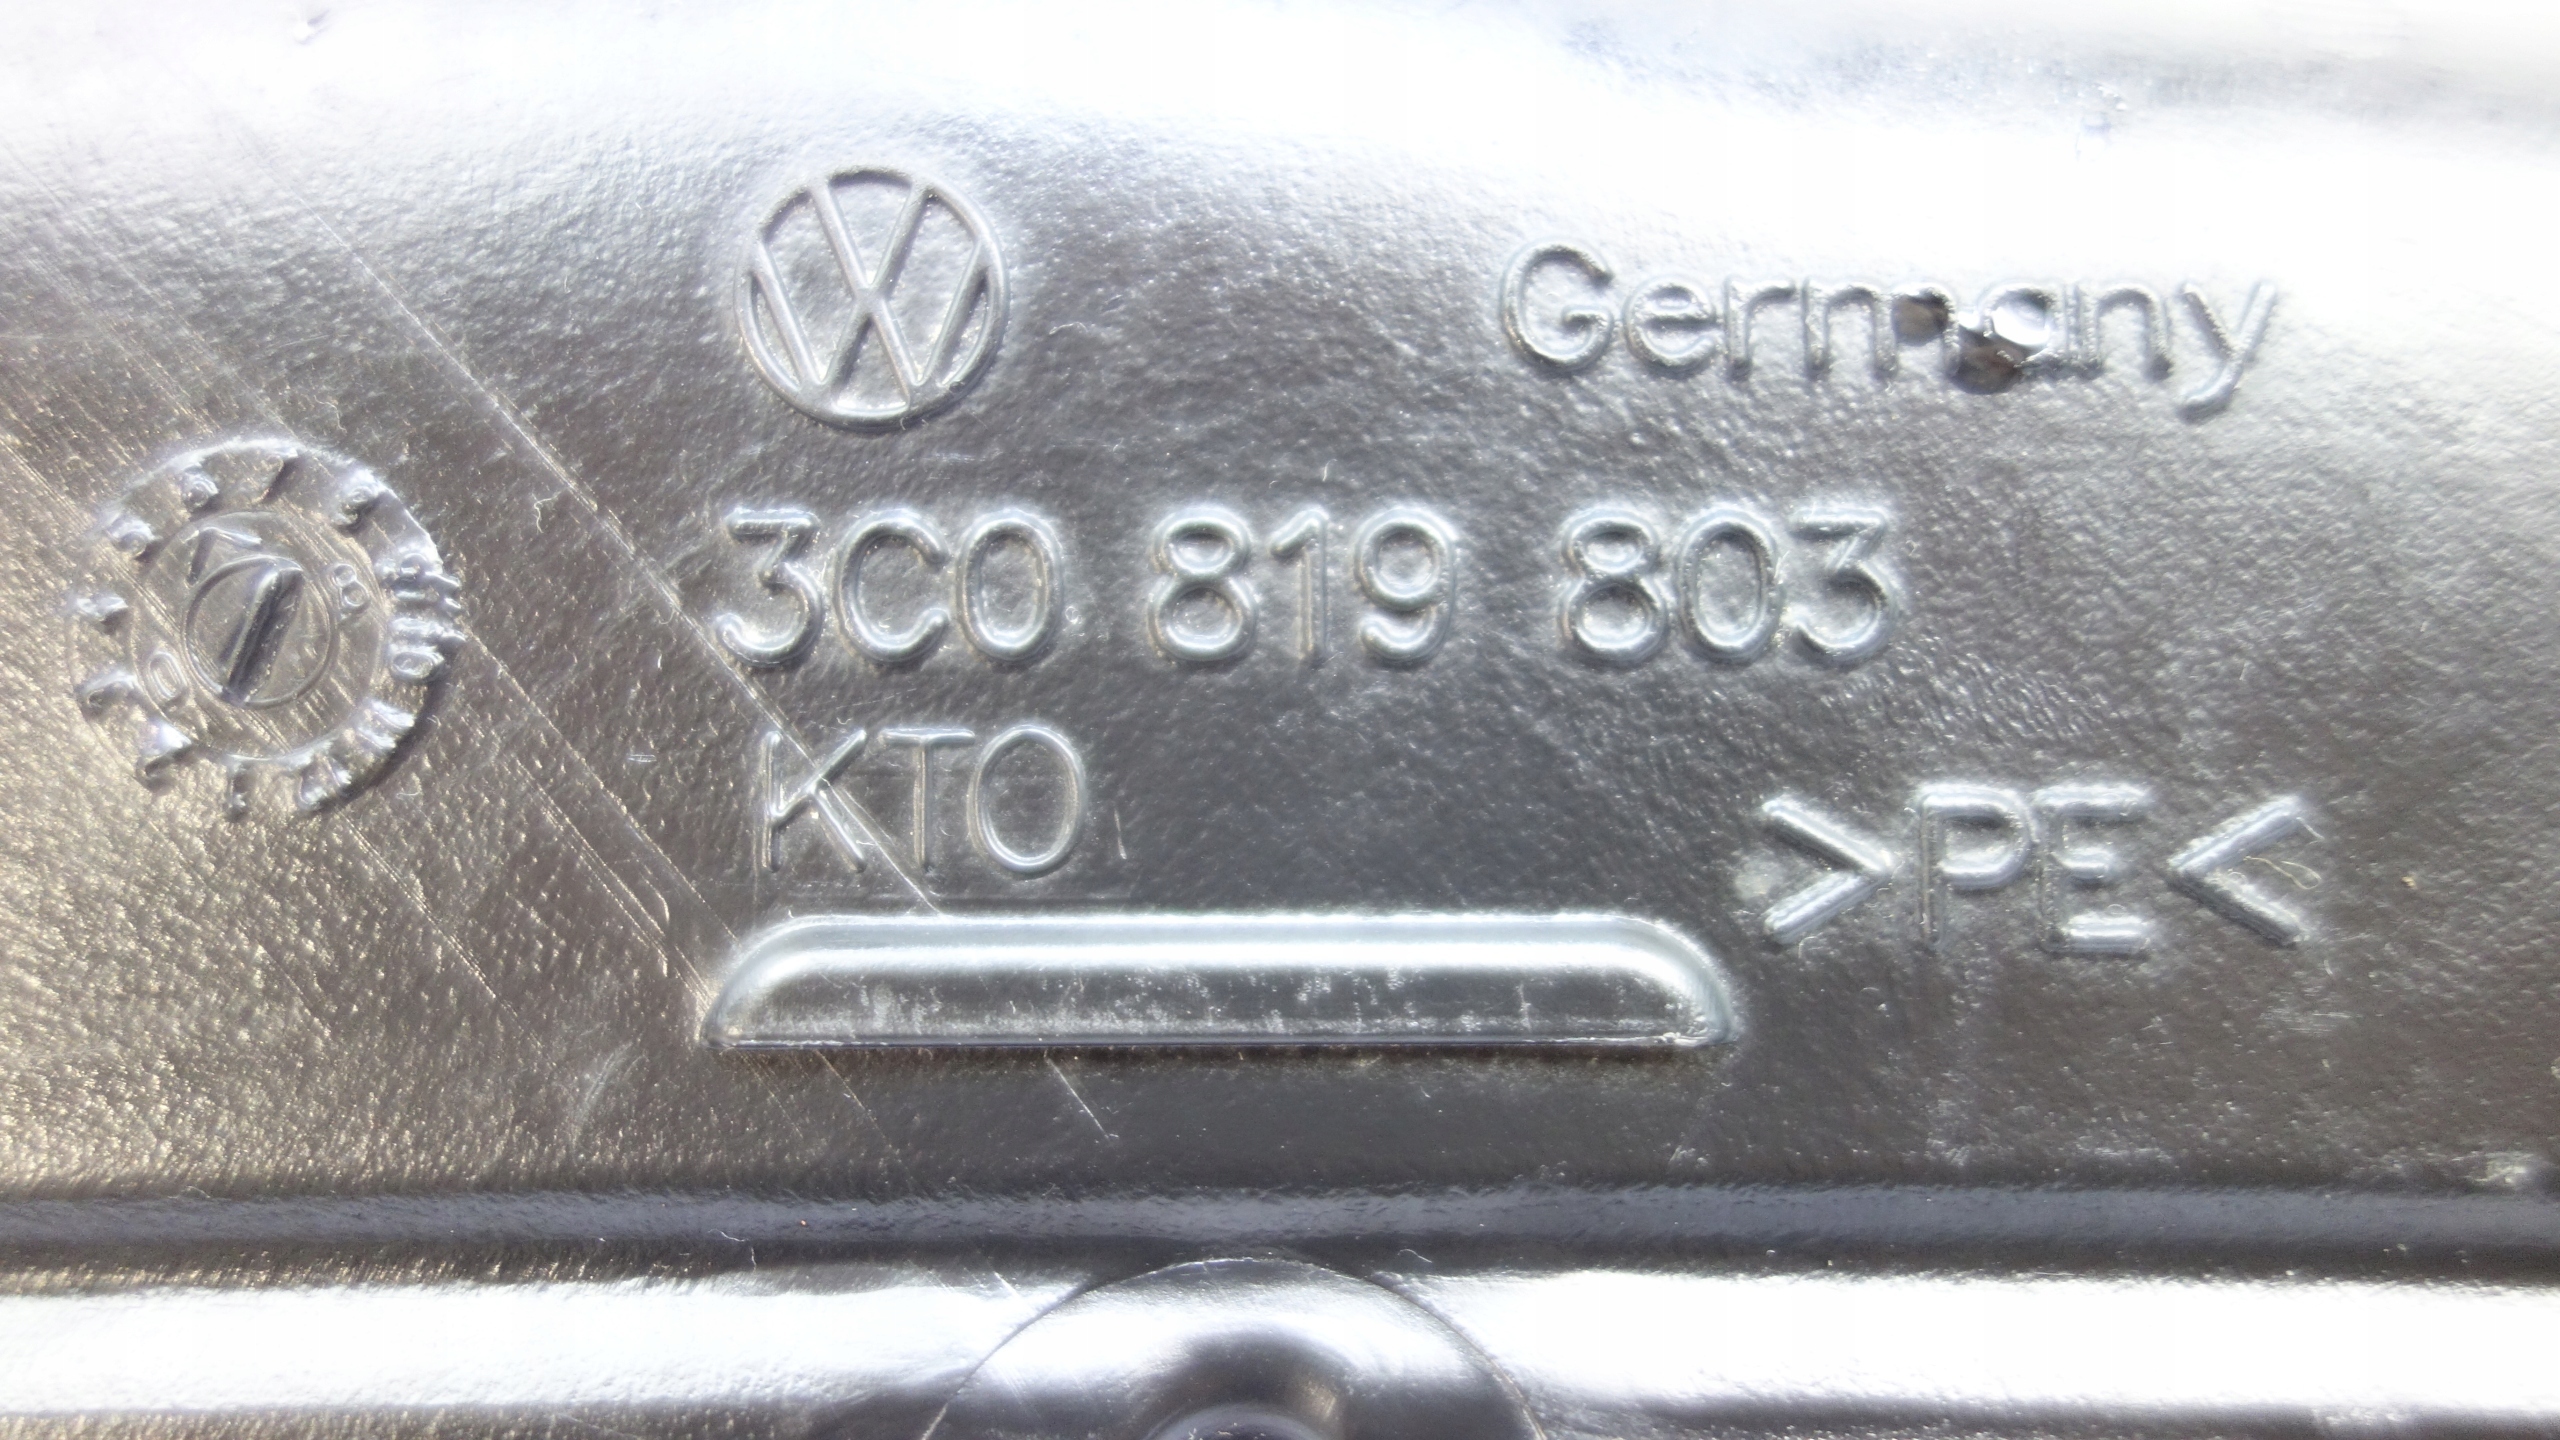 Germany
3C0 819 803
KTO
>PE<